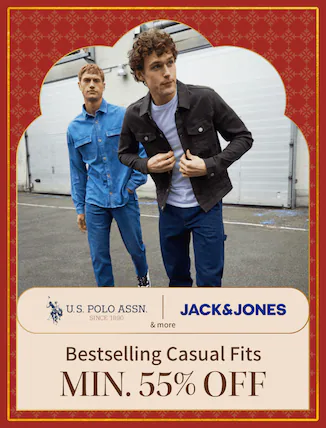 U.S. POLO ASSN.
SINCE 1890
JACK&JONES
& more
Bestselling Casual Fits
MIN. 55% OFF